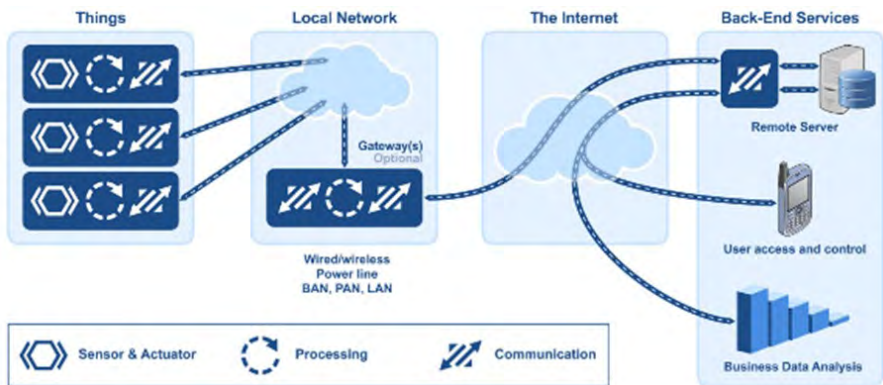 Things
Local Network
The Internet
Back-End Services
Gateway(s)
Optional
Remote Server
User access and control
Wired/wireless
Power line
BAN, PAN, LAN
Sensor & Actuator
Processing
Communication
Business Data Analysis